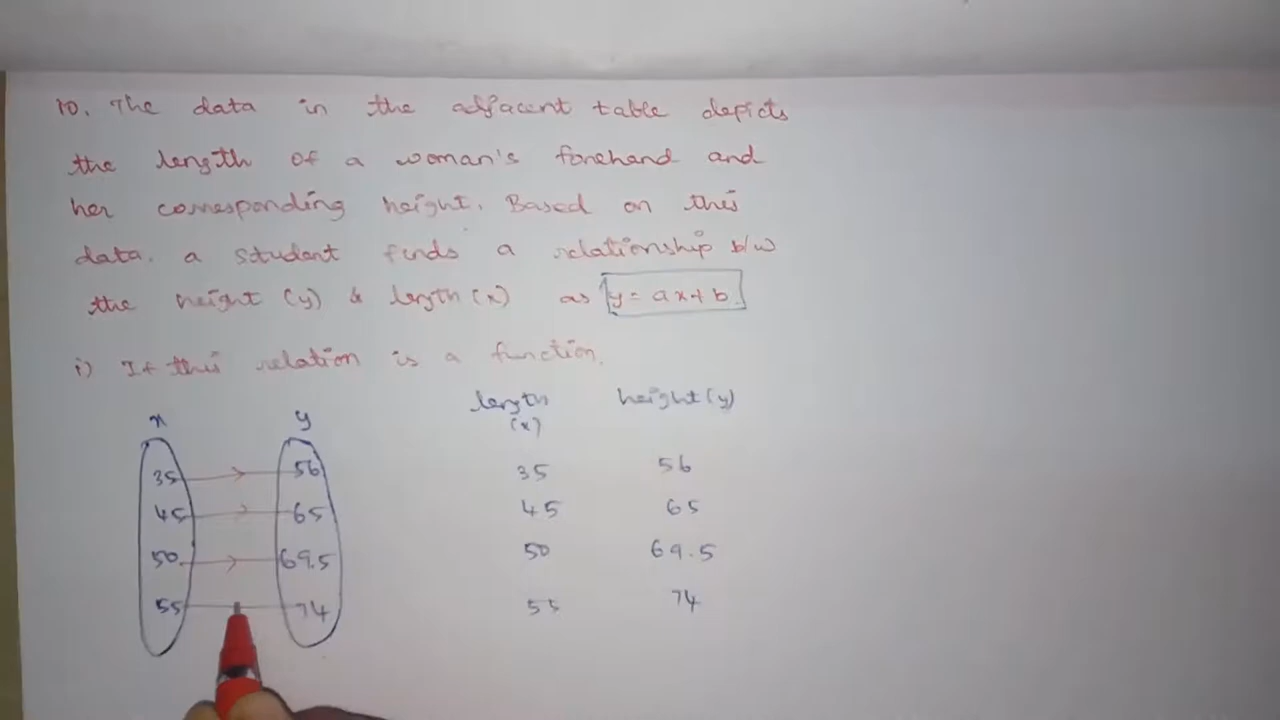 10. The data in the adjacent table depicts
the length of a woman's forehand and
her corresponding height. Based on this
data, a student finds a relationship b/w
the height (y) & length (x) as y = ax + b.
i) If this relation is a function.
x y
35 56
45 65
50 69.5
55 74
length (x) height (y)
35 56
45 65
50 69.5
55 74